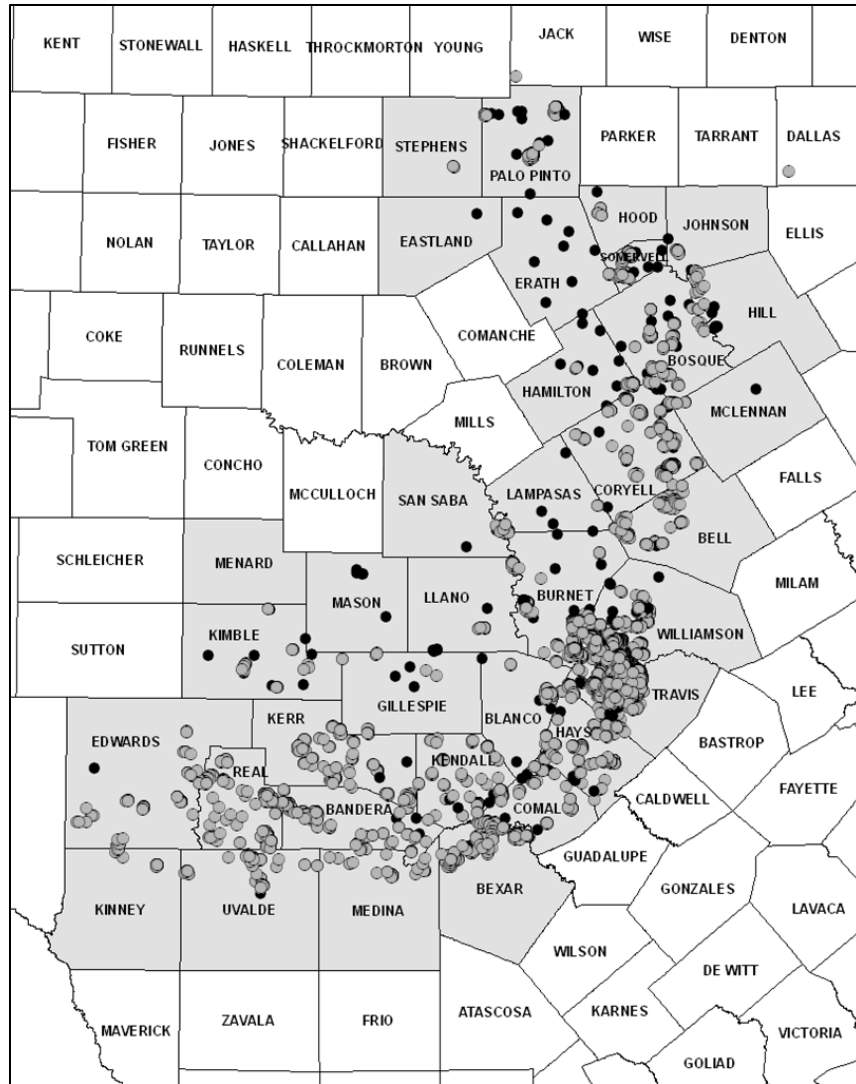 KENT
STONEWALL
HASKELL
THROCKMORTON
YOUNG
JACK
WISE
DENTON
FISHER
JONES
SHACKELFORD
STEPHENS
PALO PINTO
PARKER
TARRANT
DALLAS
NOLAN
TAYLOR
CALLAHAN
EASTLAND
ERATH
HOOD
JOHNSON
ELLIS
SOMERVELL
COKE
RUNNELS
COLEMAN
BROWN
COMANCHE
HILL
BOSQUE
HAMILTON
MCLENNAN
MILLS
TOM GREEN
CONCHO
MCCULLOCH
SAN SABA
LAMPASAS
CORYELL
FALLS
BELL
SCHLEICHER
MENARD
MASON
LLANO
BURNET
MILAM
SUTTON
KIMBLE
WILLIAMSON
GILLESPIE
BLANCO
TRAVIS
LEE
EDWARDS
KERR
HAYS
BASTROP
REAL
KENDALL
BANDERA
COMAL
CALDWELL
FAYETTE
GUADALUPE
KINNEY
UVALDE
MEDINA
BEXAR
GONZALES
LAVACA
WILSON
DE WITT
MAVERICK
ZAVALA
FRIO
ATASCOSA
KARNES
VICTORIA
GOLIAD